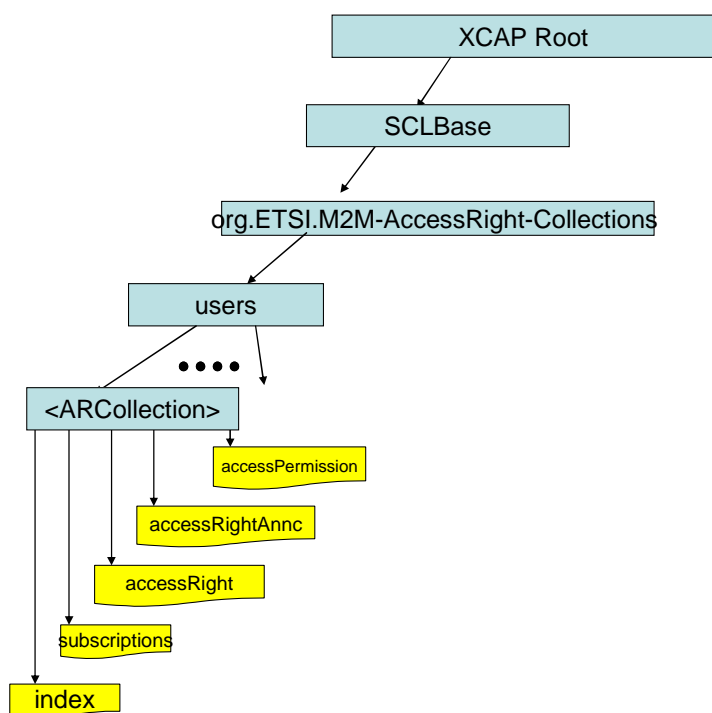 XCAP Root
SCLBase
org.ETSI.M2M-AccessRight-Collections
users
<ARCollection>
accessPermission
accessRightAnnc
accessRight
subscriptions
index